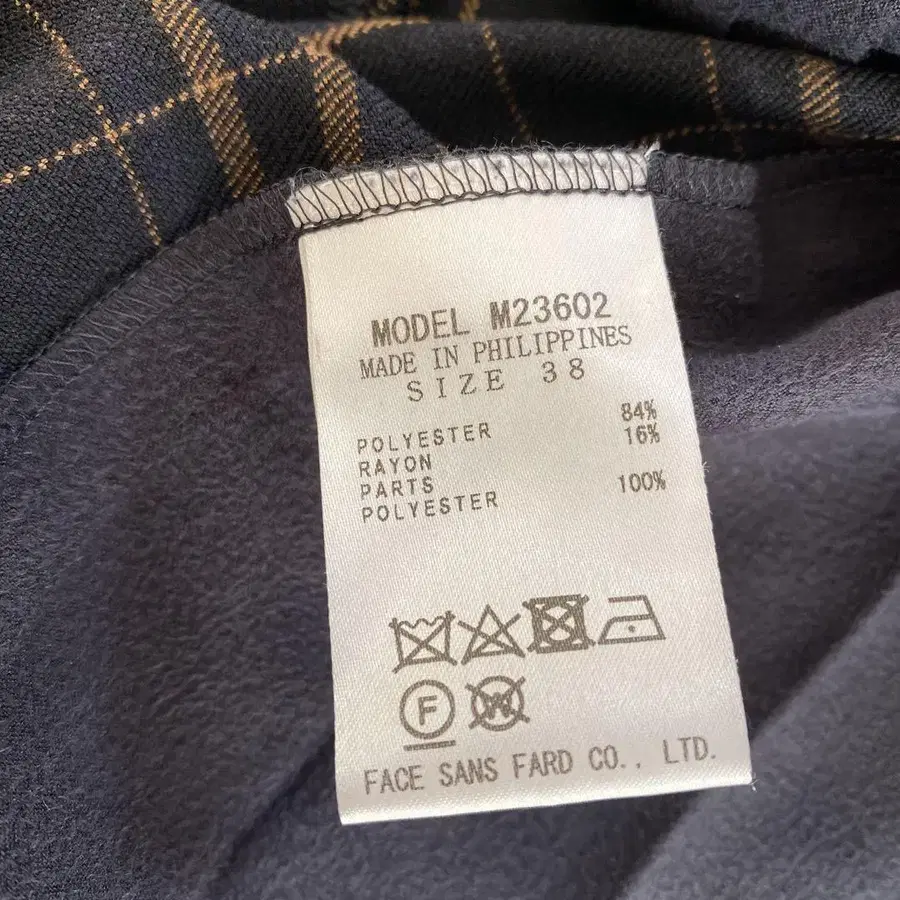 MODEL M23602
MADE IN PHILIPPINES
SIZE 38
POLYESTER 84%
RAYON 16%
PARTS
POLYESTER 100%
F W
FACE SANS FARD CO., LTD.